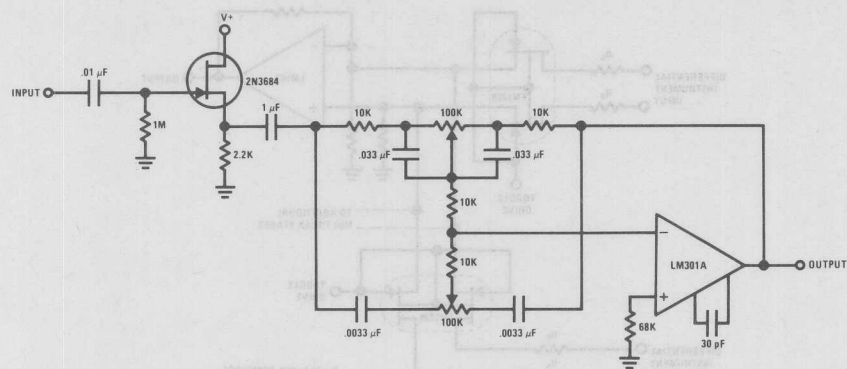 V+
.01 µF
INPUT
2N3684
1 µF
10K
100K
10K
1M
.033 µF
.033 µF
2.2K
10K
10K
LM301A
OUTPUT
.0033 µF
100K
.0033 µF
68K
30 pF